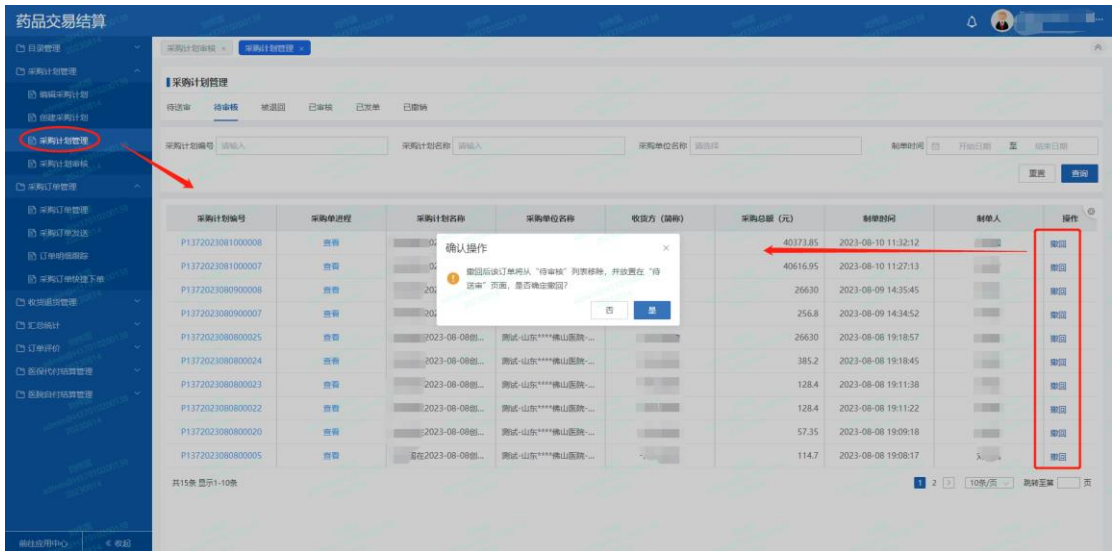 药品交易结算
目录管理
采购计划管理
编辑采购计划
创建采购计划
采购计划管理
采购计划审核
采购订单管理
采购订单管理
采购订单发送
订单明细跟踪
采购订单快捷下单
收货退货管理
汇总统计
订单评价
医保代付结算管理
医院自付结算管理
前往应用中心 « 收起
采购计划审核 × 采购计划管理 ×
采购计划管理
待送审 待审核 被退回 已审核 已发单 已撤销
采购计划编号 请输入 采购计划名称 请输入 采购单位名称 请选择 制单时间 开始日期 至 结束日期
重置 查询
采购计划编号 采购单进程 采购计划名称 采购单位名称 收货方（简称） 采购总额（元） 制单时间 制单人 操作
P1372023081000008 查看 40373.85 2023-08-10 11:32:12 撤回
P1372023081000007 查看 40616.95 2023-08-10 11:27:13 撤回
P1372023080900008 查看 26630 2023-08-09 14:35:45 撤回
P1372023080900007 查看 256.8 2023-08-09 14:34:52 撤回
P1372023080800025 查看 2023-08-08创... 测试-山东****佛山医院-... 26630 2023-08-08 19:18:57 撤回
P1372023080800024 查看 2023-08-08创... 测试-山东****佛山医院-... 385.2 2023-08-08 19:18:45 撤回
P1372023080800023 查看 2023-08-08创... 测试-山东****佛山医院-... 128.4 2023-08-08 19:11:38 撤回
P1372023080800022 查看 2023-08-08创... 测试-山东****佛山医院-... 128.4 2023-08-08 19:11:22 撤回
P1372023080800020 查看 2023-08-08创... 测试-山东****佛山医院-... 57.35 2023-08-08 19:09:18 撤回
P1372023080800005 查看 在2023-08-08创... 测试-山东****佛山医院-... 114.7 2023-08-08 19:08:17 撤回
确认操作 ×
撤回后该订单将从“待审核”列表移除，并放置在“待
送审”页面，是否确定撤回？
否 是
共15条 显示1-10条 1 2 > 10条/页 跳转至第 页